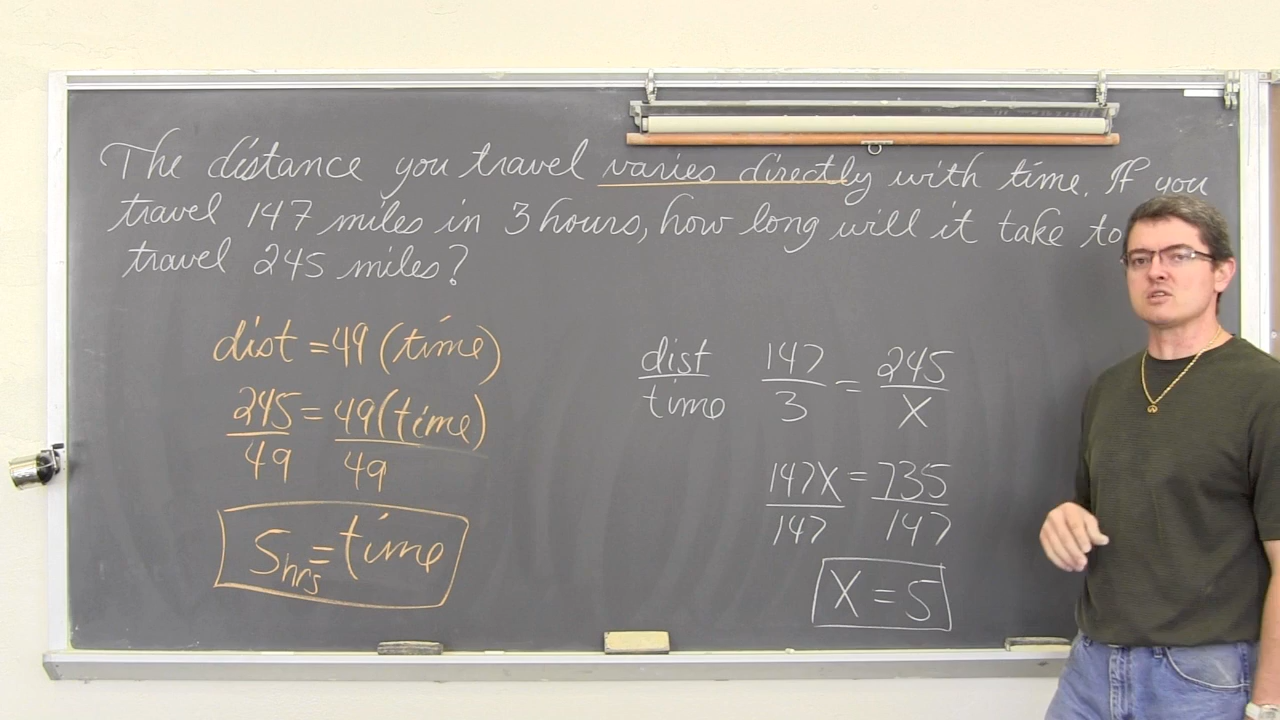 The distance you travel varies directly with time. If you
travel 147 miles in 3 hours, how long will it take to
travel 245 miles?
dist = 49 (time)
245 = 49(time)
49 49
5 hrs = time
dist 147 = 245
time 3 X
147X = 735
147 147
X = 5